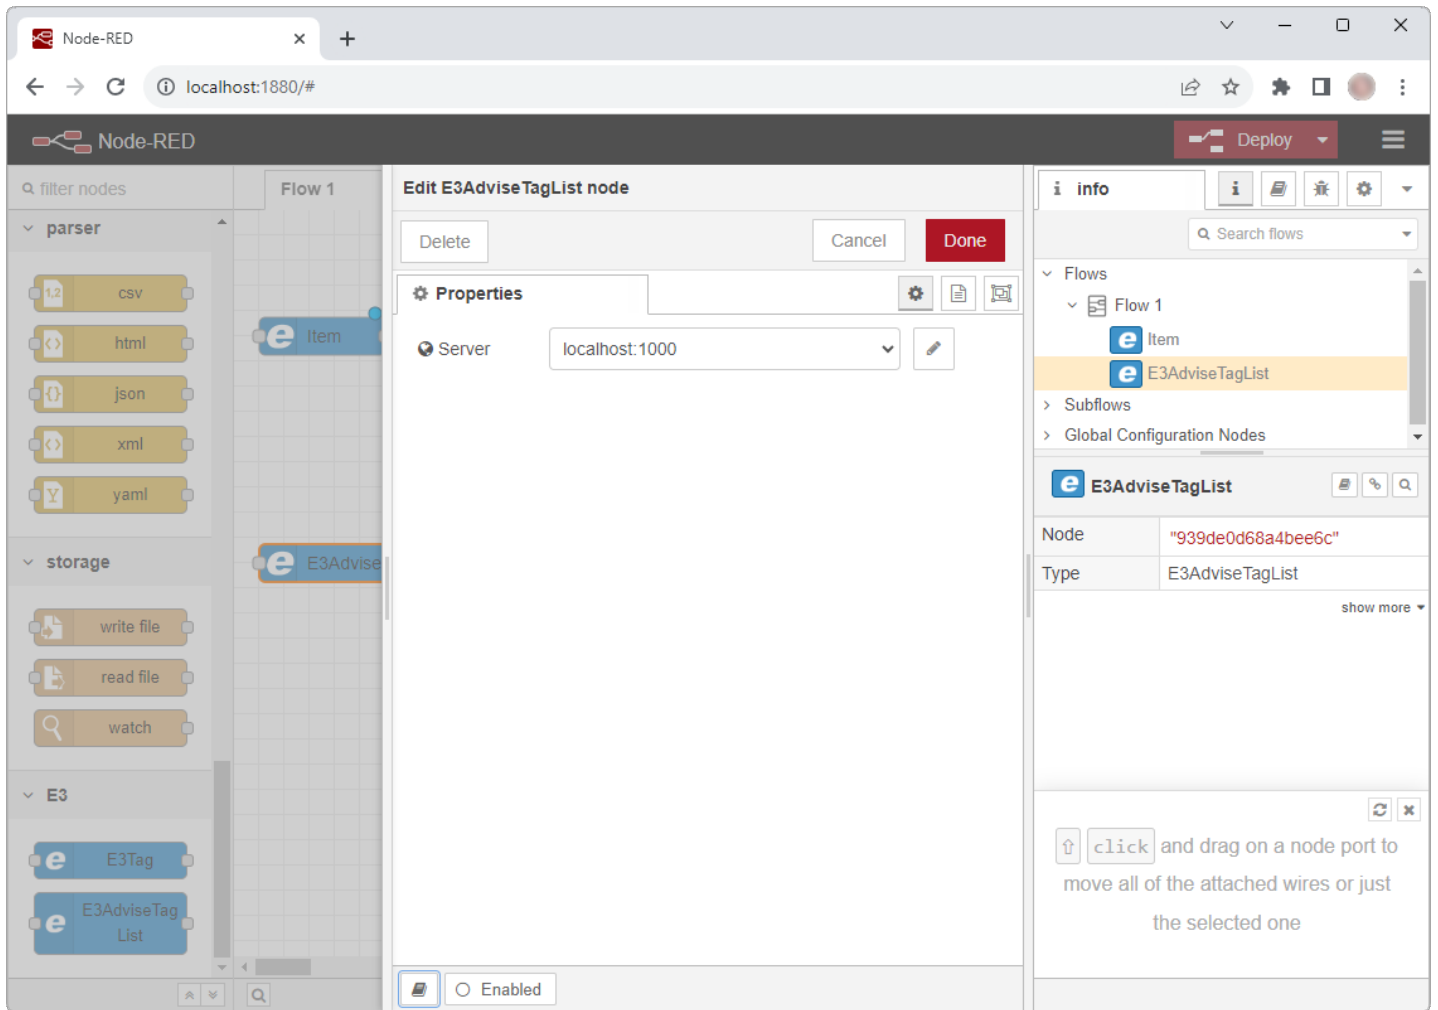 Node-RED
localhost:1880/#
Node-RED
Deploy
filter nodes
parser
1,2 csv
html
json
xml
Y yaml
storage
write file
read file
watch
E3
e E3Tag
e E3AdviseTag
List
Flow 1
e Item
e E3Advise
Edit E3AdviseTagList node
Delete
Cancel
Done
Properties
Server
localhost:1000
Enabled
i info
i
Search flows
Flows
Flow 1
e Item
e E3AdviseTagList
Subflows
Global Configuration Nodes
e E3AdviseTagList
Node "939de0d68a4bee6c"
Type E3AdviseTagList
show more
⇧ click and drag on a node port to
move all of the attached wires or just
the selected one